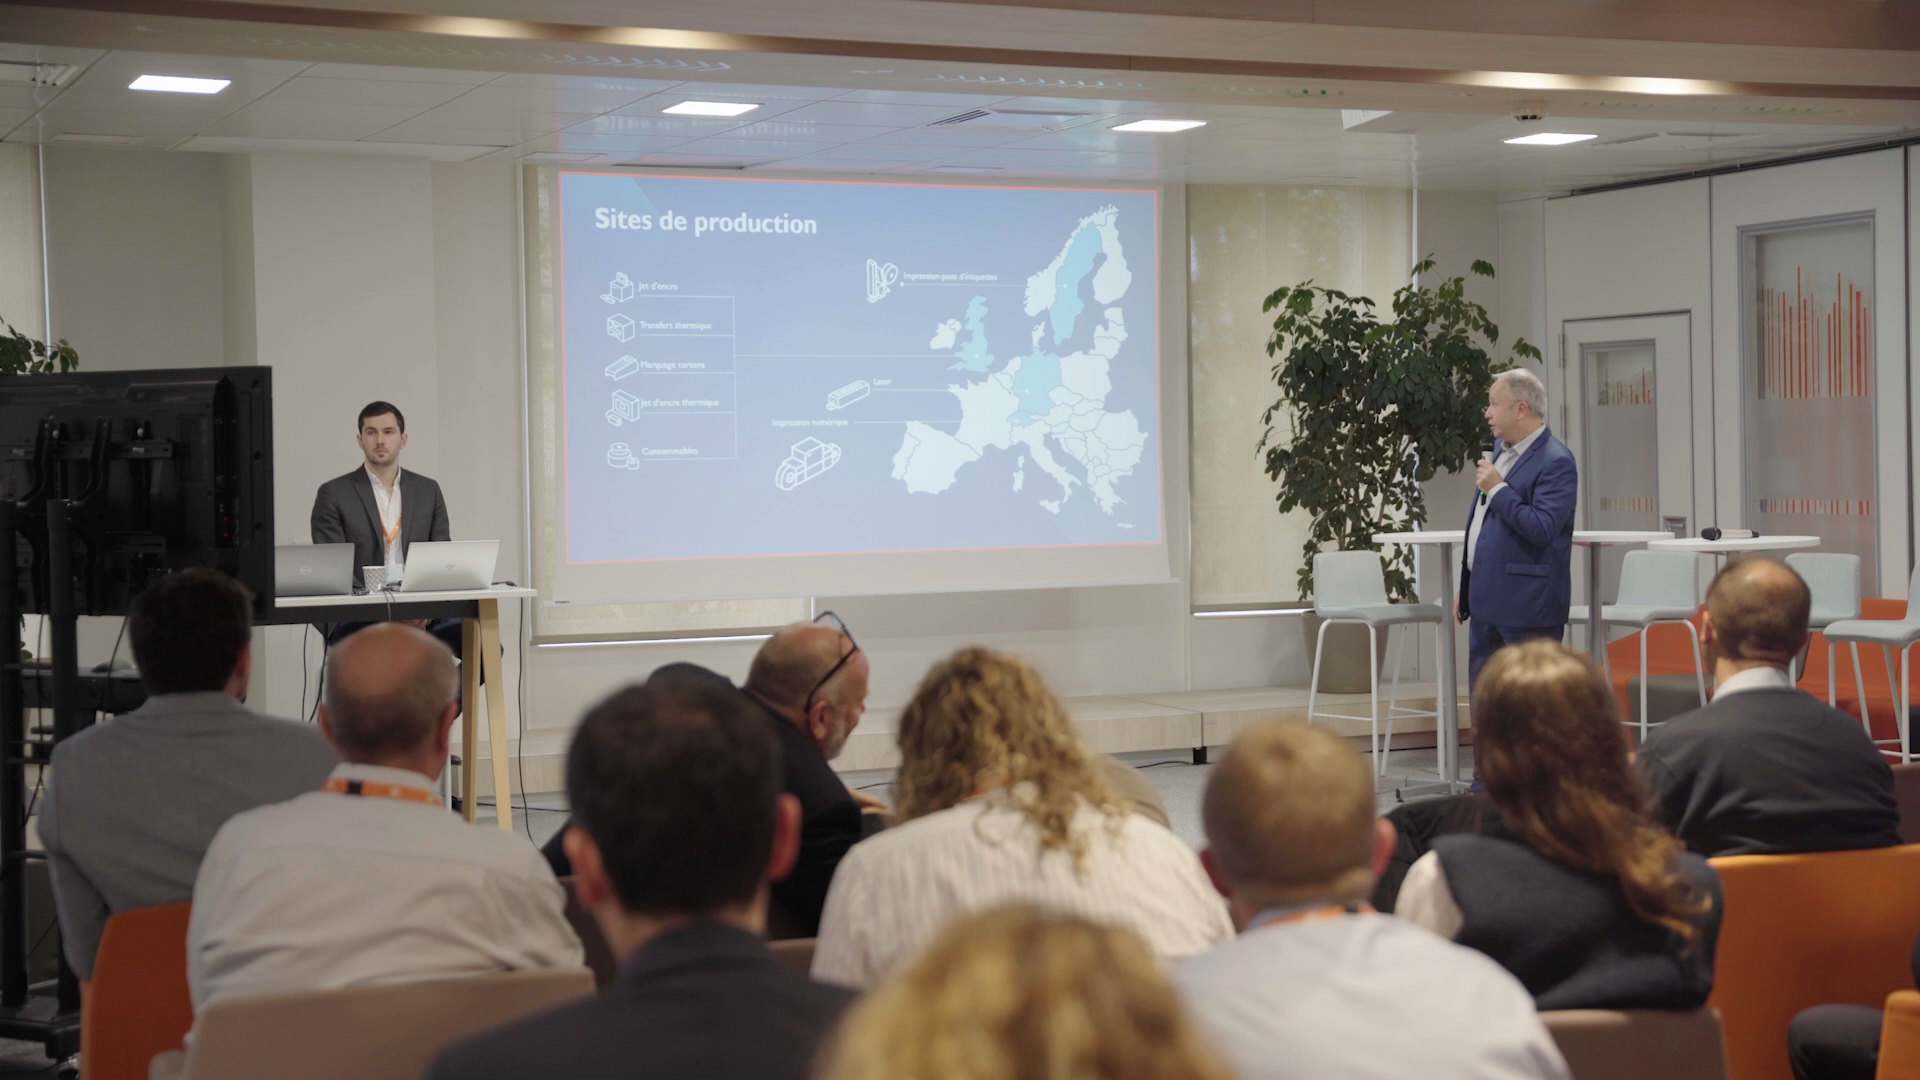 Sites de production
Jet d'encre
Transfert thermique
Marquage cartons
Jet d'encre thermique
Consommables
Impression-pose d'étiquettes
Laser
Impression numérique